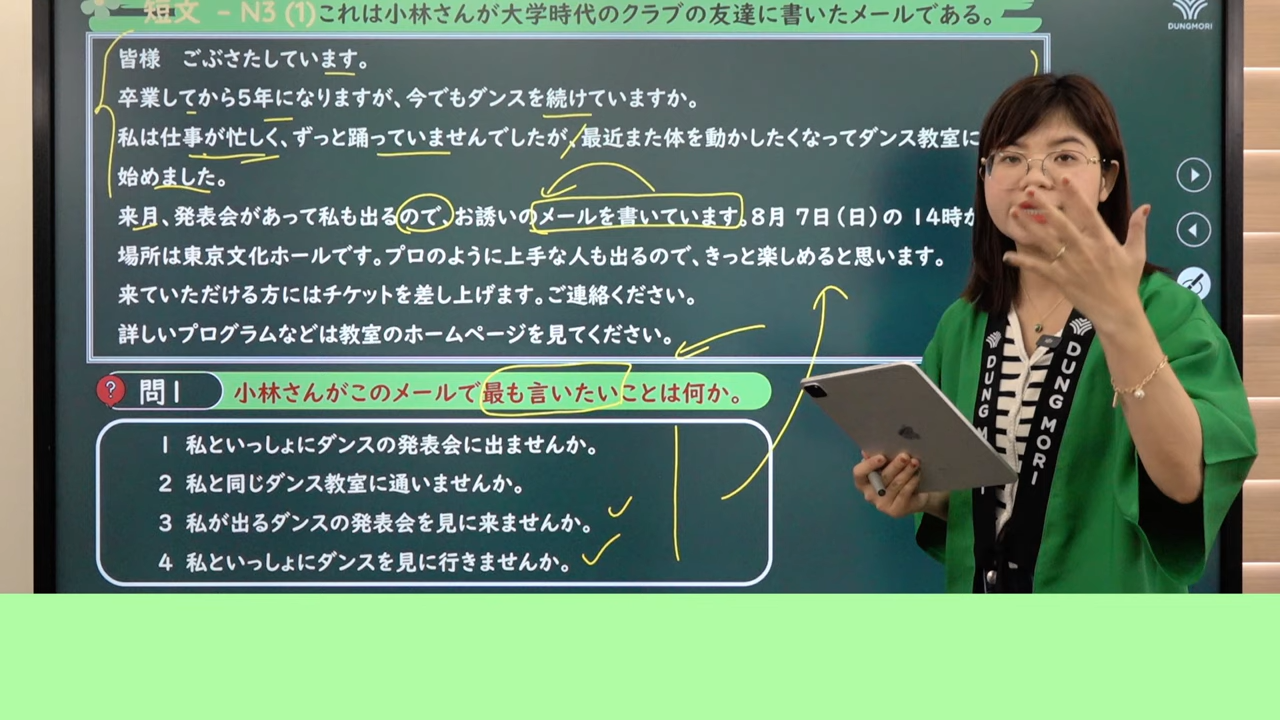 短文 - N3 (1) これは小林さんが大学時代のクラブの友達に書いたメールである。
DUNGMORI
皆様　ごぶさたしています。
卒業してから5年になりますが、今でもダンスを続けていますか。
私は仕事が忙しく、ずっと踊っていませんでしたが、最近また体を動かしたくなってダンス教室に
始めました。
来月、発表会があって私も出るので、お誘いのメールを書いています。8月 7日（日）の 14時か
場所は東京文化ホールです。プロのように上手な人も出るので、きっと楽しめると思います。
来ていただける方にはチケットを差し上げます。ご連絡ください。
詳しいプログラムなどは教室のホームページを見てください。
? 問1 小林さんがこのメールで最も言いたいことは何か。
1 私といっしょにダンスの発表会に出ませんか。
2 私と同じダンス教室に通いませんか。
3 私が出るダンスの発表会を見に来ませんか。
4 私といっしょにダンスを見に行きませんか。
DUNG MORI
DUNG MORI